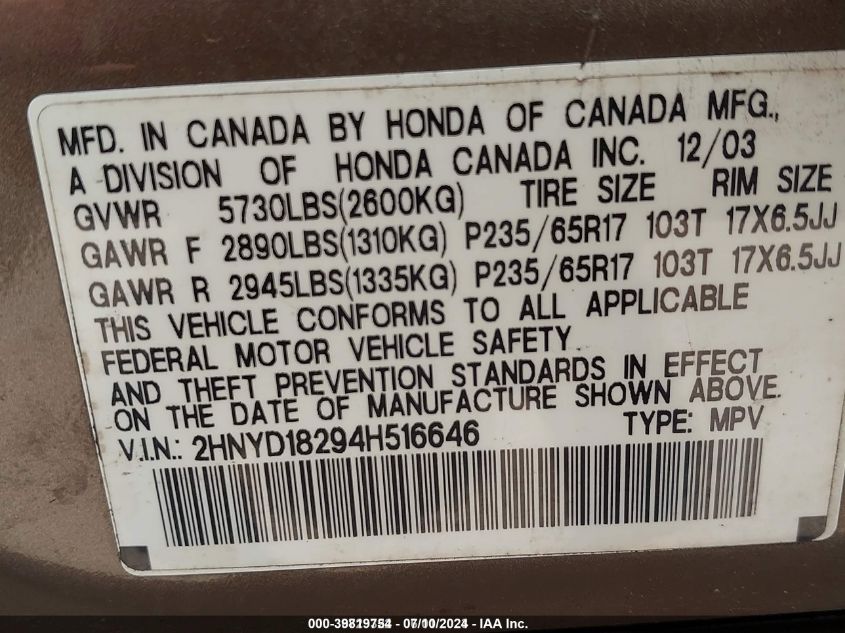 MFD. IN CANADA BY HONDA OF CANADA MFG.,
A DIVISION OF HONDA CANADA INC. 12/03
GVWR 5730LBS(2600KG) TIRE SIZE RIM SIZE
GAWR F 2890LBS(1310KG) P235/65R17 103T 17X6.5JJ
GAWR R 2945LBS(1335KG) P235/65R17 103T 17X6.5JJ
THIS VEHICLE CONFORMS TO ALL APPLICABLE
FEDERAL MOTOR VEHICLE SAFETY
AND THEFT PREVENTION STANDARDS IN EFFECT
ON THE DATE OF MANUFACTURE SHOWN ABOVE.
V.I.N.: 2HNYD18294H516646 TYPE: MPV
- IAA Inc.